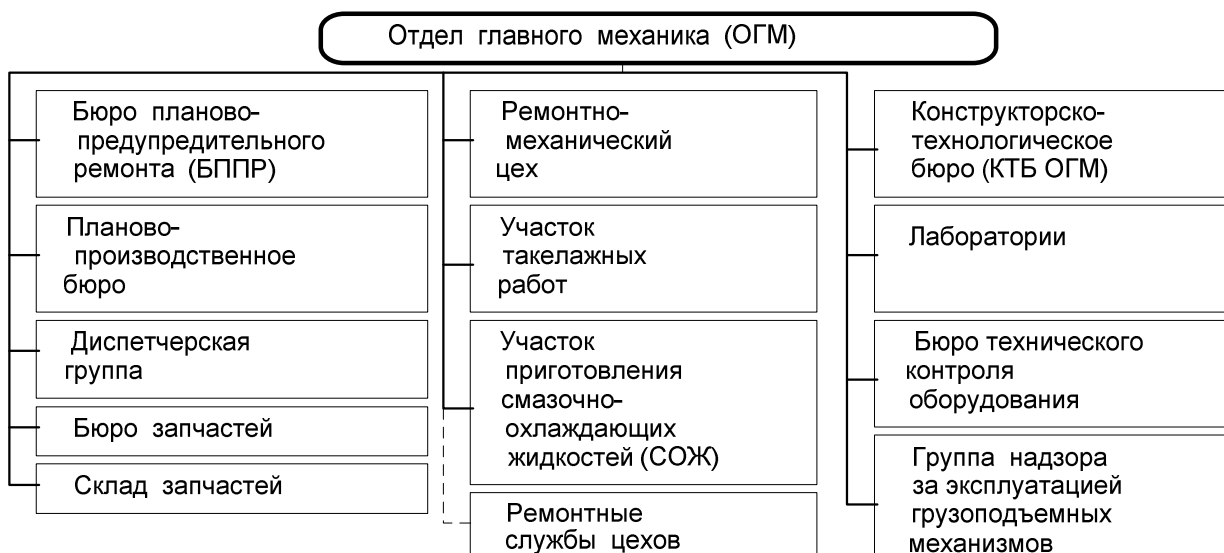 Отдел главного механика (ОГМ)
Бюро планово-
предупредительного
ремонта (БППР)
Планово-
производственное
бюро
Диспетчерская
группа
Бюро запчастей
Склад запчастей
Ремонтно-
механический
цех
Участок
такелажных
работ
Участок
приготовления
смазочно-
охлаждающих
жидкостей (СОЖ)
Ремонтные
службы цехов
Конструкторско-
технологическое
бюро (КТБ ОГМ)
Лаборатории
Бюро технического
контроля
оборудования
Группа надзора
за эксплуатацией
грузоподъемных
механизмов